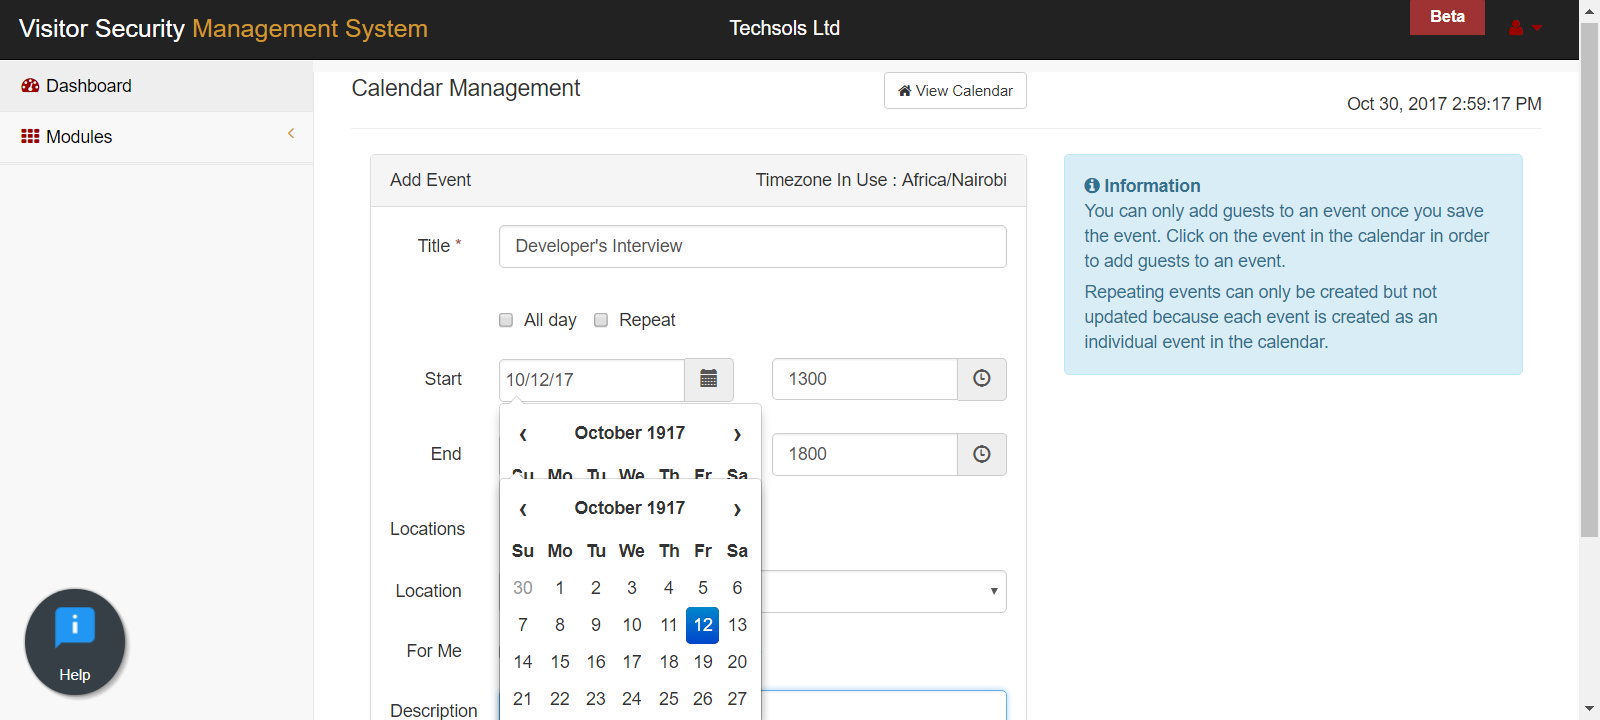 Visitor Security Management System
Techsols Ltd
Beta
Dashboard
Modules
Calendar Management
View Calendar
Oct 30, 2017 2:59:17 PM
Add Event
Timezone In Use : Africa/Nairobi
Title *
Developer's Interview
All day
Repeat
Start
10/12/17
1300
October 1917
End
1800
Su Mo Tu We Th Fr Sa
October 1917
Su Mo Tu We Th Fr Sa
30 1 2 3 4 5 6
7 8 9 10 11 12 13
14 15 16 17 18 19 20
21 22 23 24 25 26 27
Locations
Location
For Me
Description
Information
You can only add guests to an event once you save
the event. Click on the event in the calendar in order
to add guests to an event.
Repeating events can only be created but not
updated because each event is created as an
individual event in the calendar.
Help